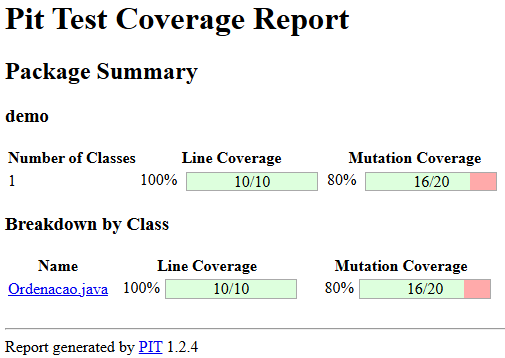 Pit Test Coverage Report
Package Summary
demo
Number of Classes Line Coverage Mutation Coverage
1 100% 10/10 80% 16/20
Breakdown by Class
Name Line Coverage Mutation Coverage
Ordenacao.java 100% 10/10 80% 16/20
Report generated by PIT 1.2.4